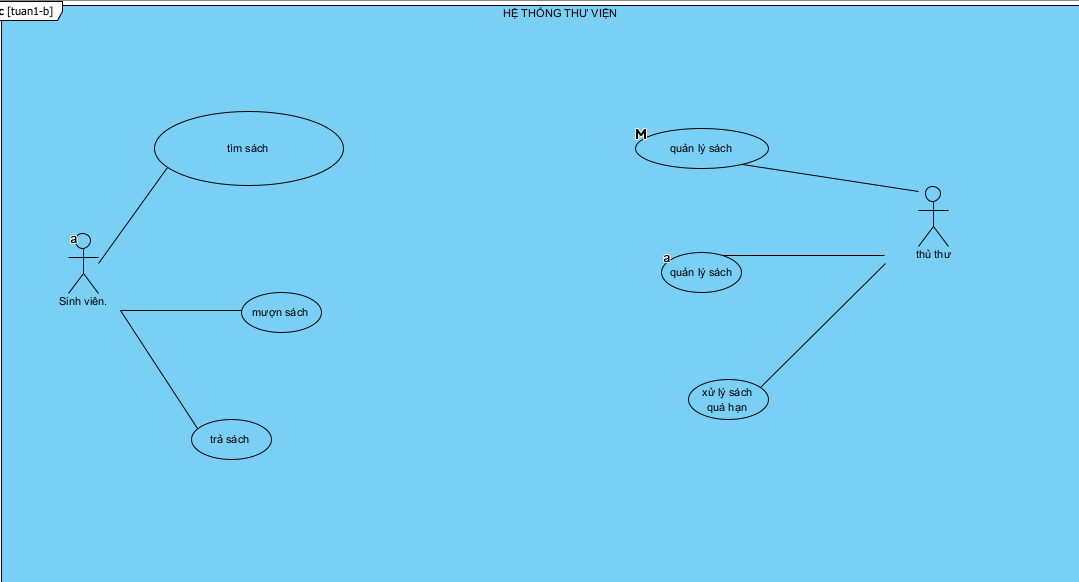 c [tuan1-b]
HỆ THỐNG THƯ VIỆN
tìm sách
M
quản lý sách
a
Sinh viên.
thủ thư
a
quản lý sách
mượn sách
xử lý sách
quá hạn
trả sách